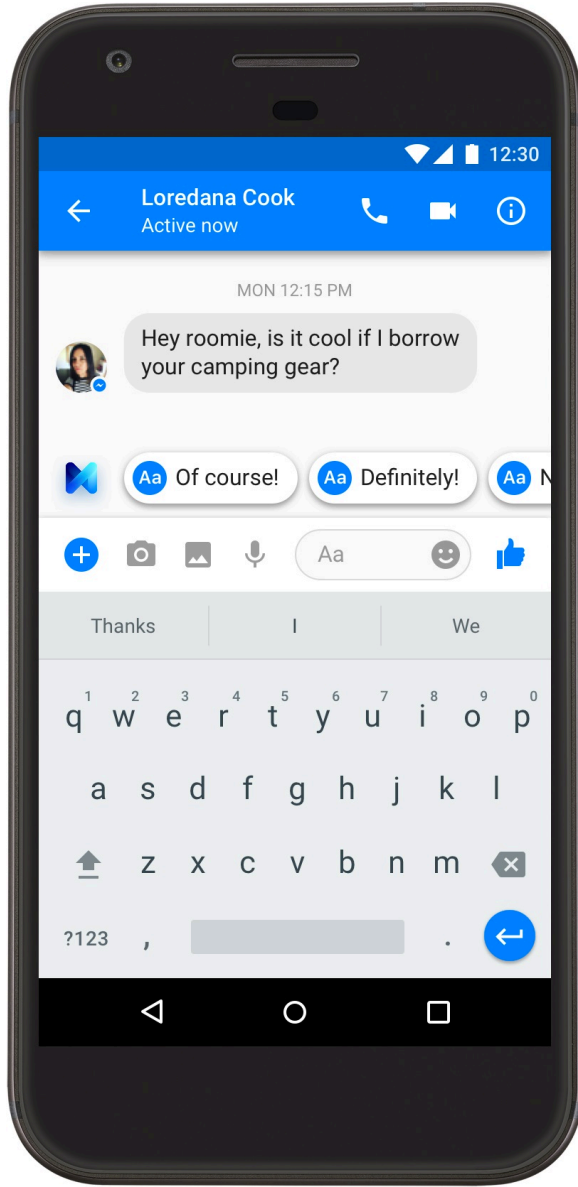 12:30
Loredana Cook
Active now
MON 12:15 PM
Hey roomie, is it cool if I borrow
your camping gear?
Aa Of course! Aa Definitely! Aa
Aa
Thanks I We
1 2 3 4 5 6 7 8 9 0
q w e r t y u i o p
a s d f g h j k l
z x c v b n m
?123 , .